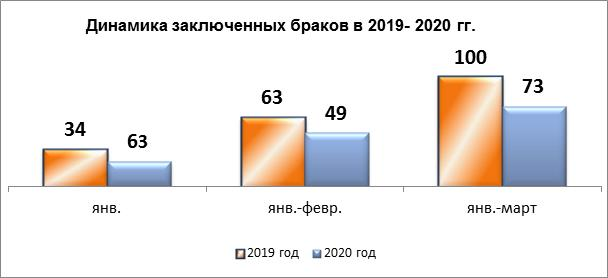 Динамика заключенных браков в 2019- 2020 гг.
34 63 63 49 100 73
янв. янв.-февр. янв.-март
2019 год 2020 год